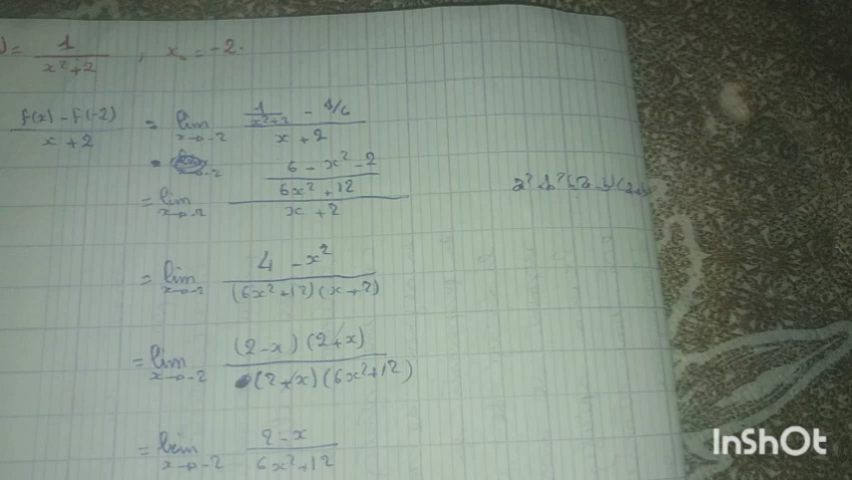 ) = 1/(x²+2) , x₀ = -2.
(f(x) - f(-2))/(x+2) = lim x→-2 (1/(x²+2) - 1/6)/(x+2)
= lim x→-2 ((6 - x² - 2)/(6x² + 12))/(x+2)
= lim x→-2 (4 - x²)/((6x²+12)(x+2))
= lim x→-2 ((2-x)(2+x))/((2+x)(6x²+12))
= lim x→-2 (2-x)/(6x²+12)
InShOt